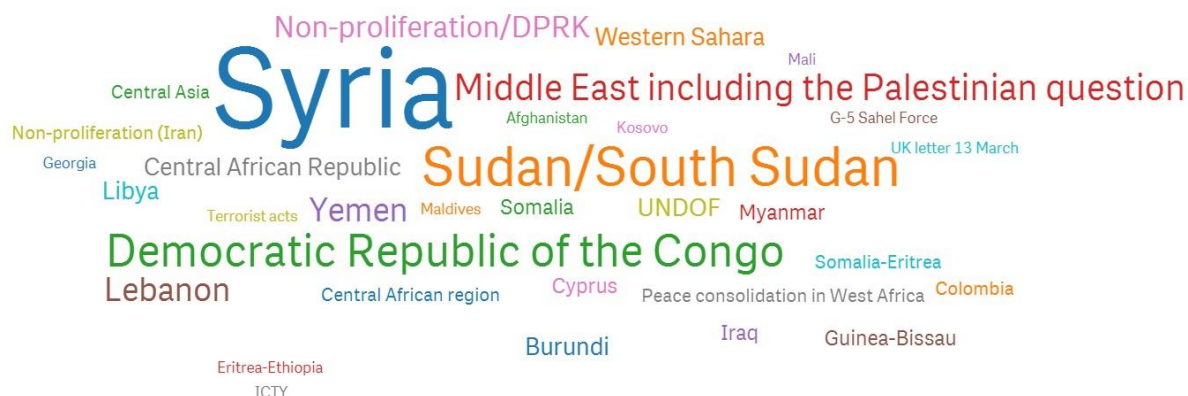 Non-proliferation/DPRK
Western Sahara
Mali
Syria
Central Asia
Middle East including the Palestinian question
Afghanistan
G-5 Sahel Force
Non-proliferation (Iran)
Kosovo
UK letter 13 March
Georgia
Central African Republic
Sudan/South Sudan
Libya
Terrorist acts
Yemen
Maldives
Somalia
UNDOF
Myanmar
Democratic Republic of the Congo
Somalia-Eritrea
Lebanon
Central African region
Cyprus
Peace consolidation in West Africa
Colombia
Burundi
Iraq
Guinea-Bissau
Eritrea-Ethiopia
ICTY